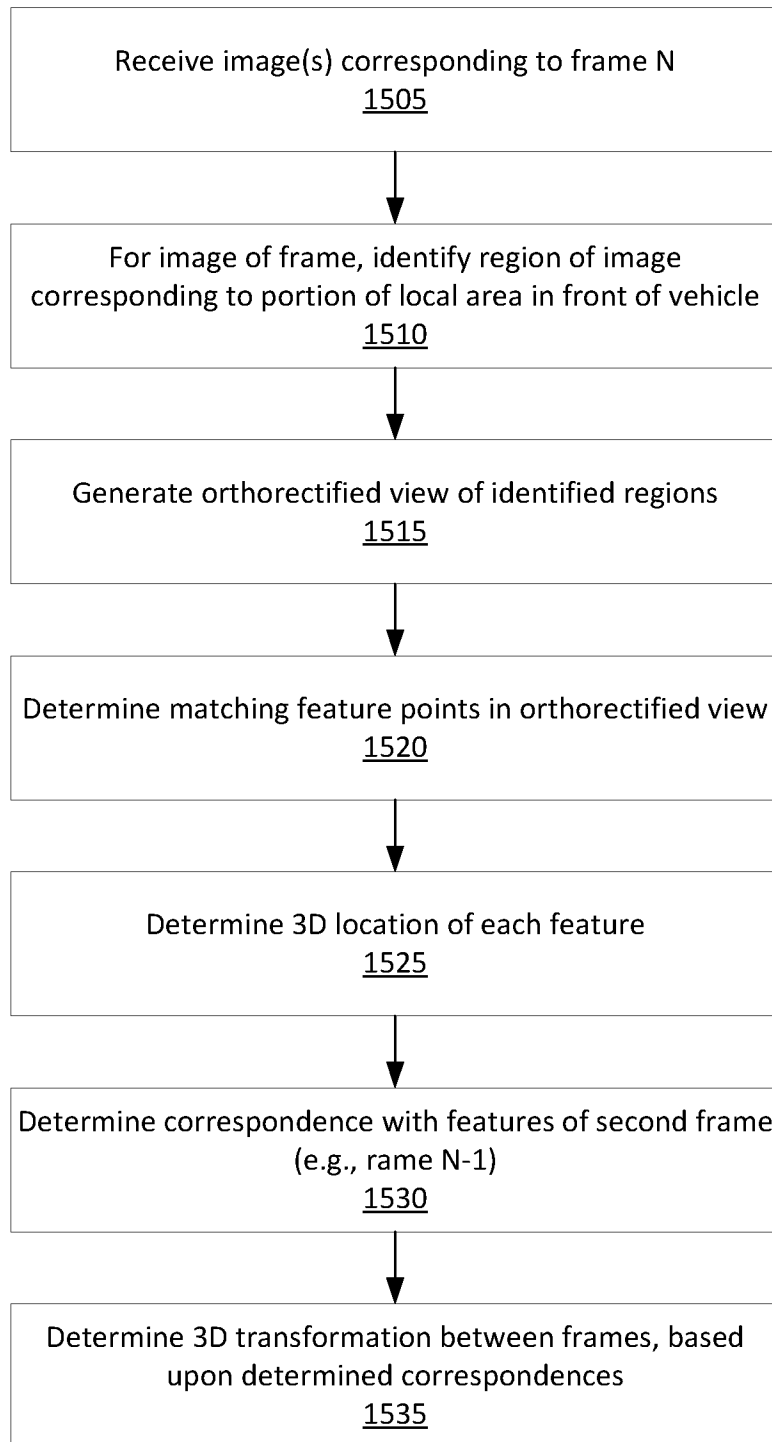 Receive image(s) corresponding to frame N
1505
For image of frame, identify region of image
corresponding to portion of local area in front of vehicle
1510
Generate orthorectified view of identified regions
1515
Determine matching feature points in orthorectified view
1520
Determine 3D location of each feature
1525
Determine correspondence with features of second frame
(e.g., rame N-1)
1530
Determine 3D transformation between frames, based
upon determined correspondences
1535